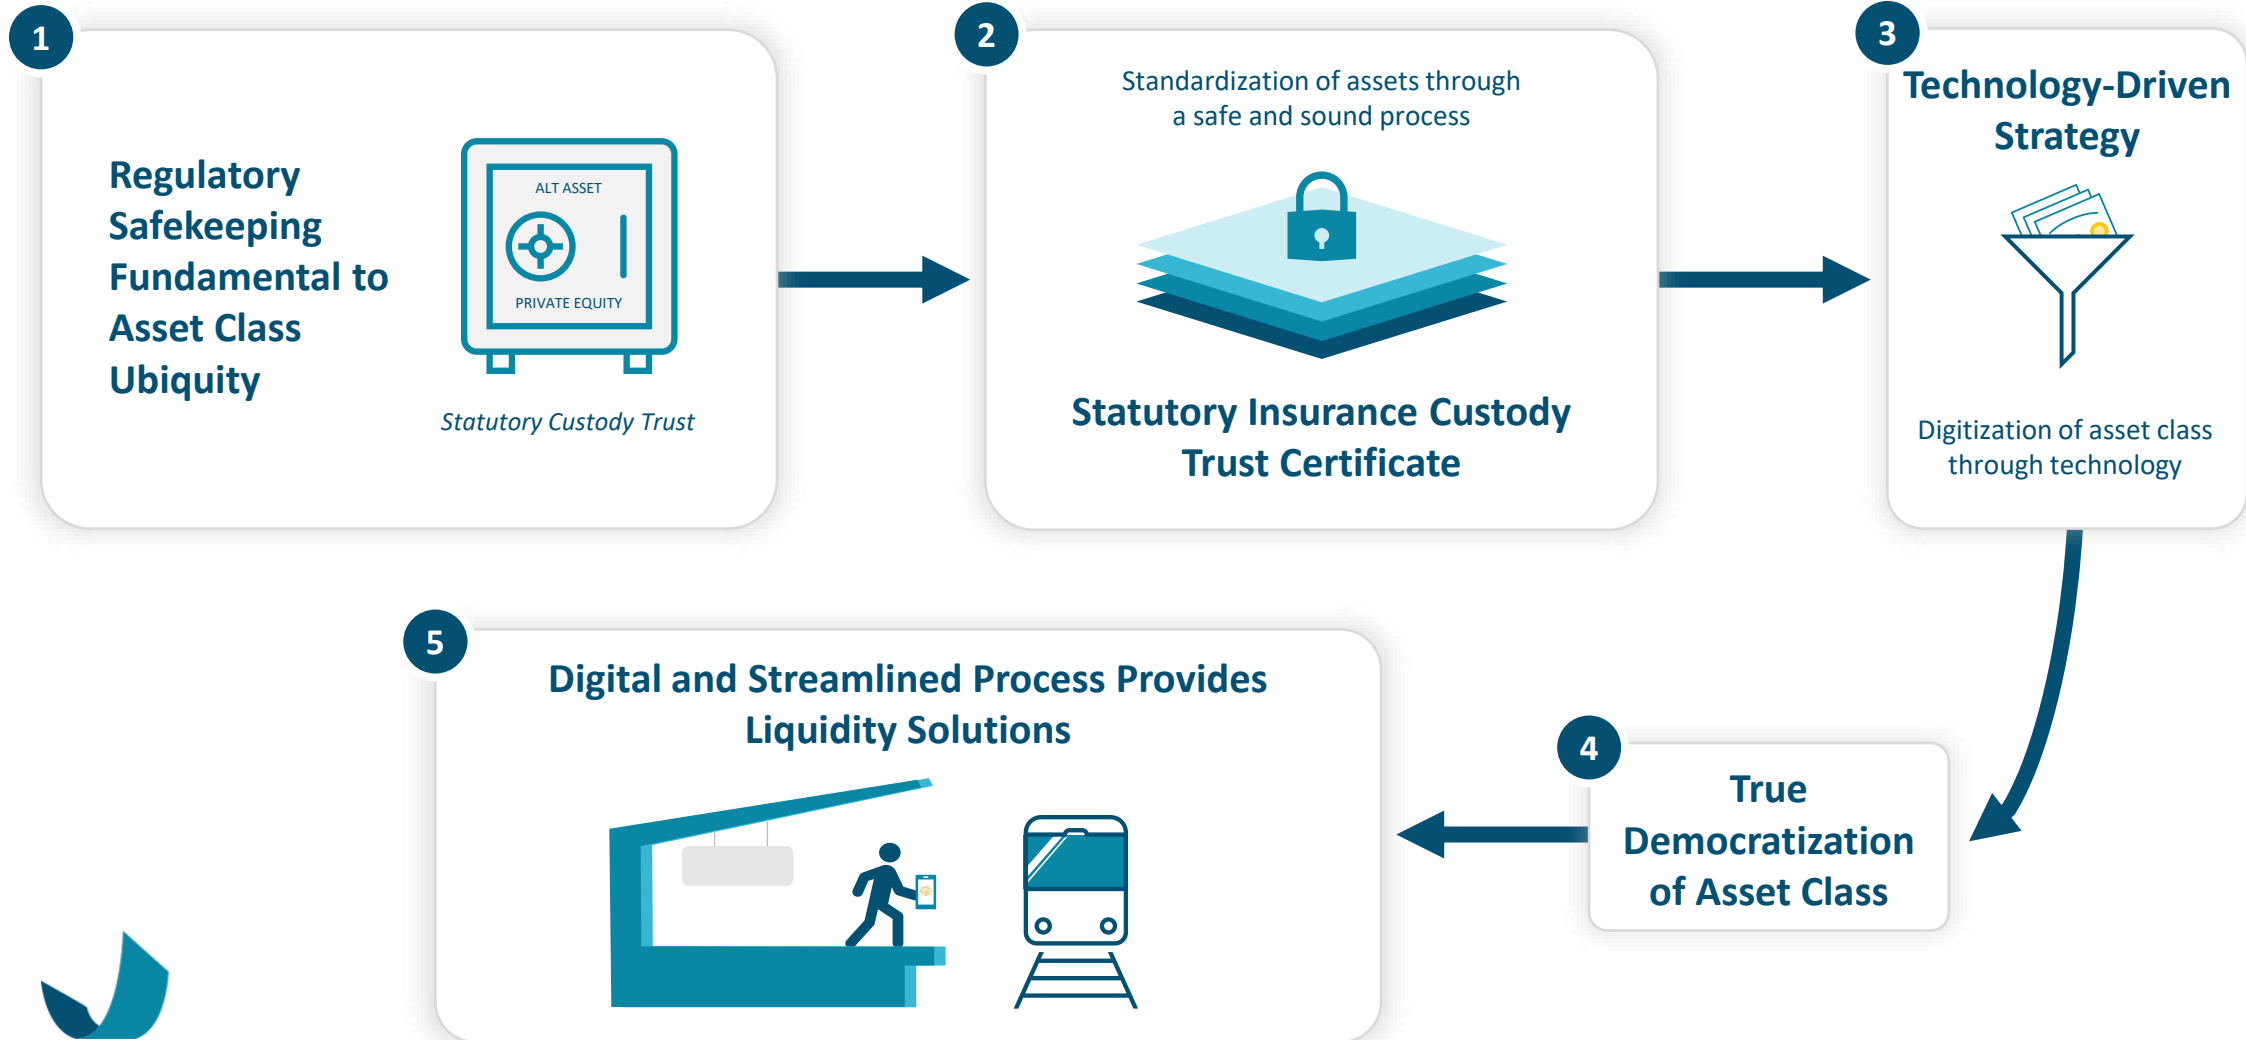 1
Regulatory
Safekeeping
Fundamental to
Asset Class
Ubiquity
ALT ASSET
PRIVATE EQUITY
Statutory Custody Trust
2
Standardization of assets through
a safe and sound process
Statutory Insurance Custody
Trust Certificate
3
Technology-Driven
Strategy
Digitization of asset class
through technology
4
True
Democratization
of Asset Class
5
Digital and Streamlined Process Provides
Liquidity Solutions